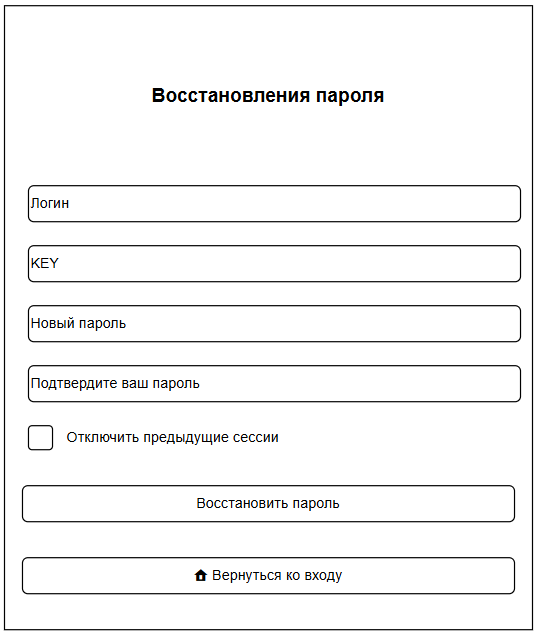 Восстановления пароля
Логин
KEY
Новый пароль
Подтвердите ваш пароль
Отключить предыдущие сессии
Восстановить пароль
Вернуться ко входу